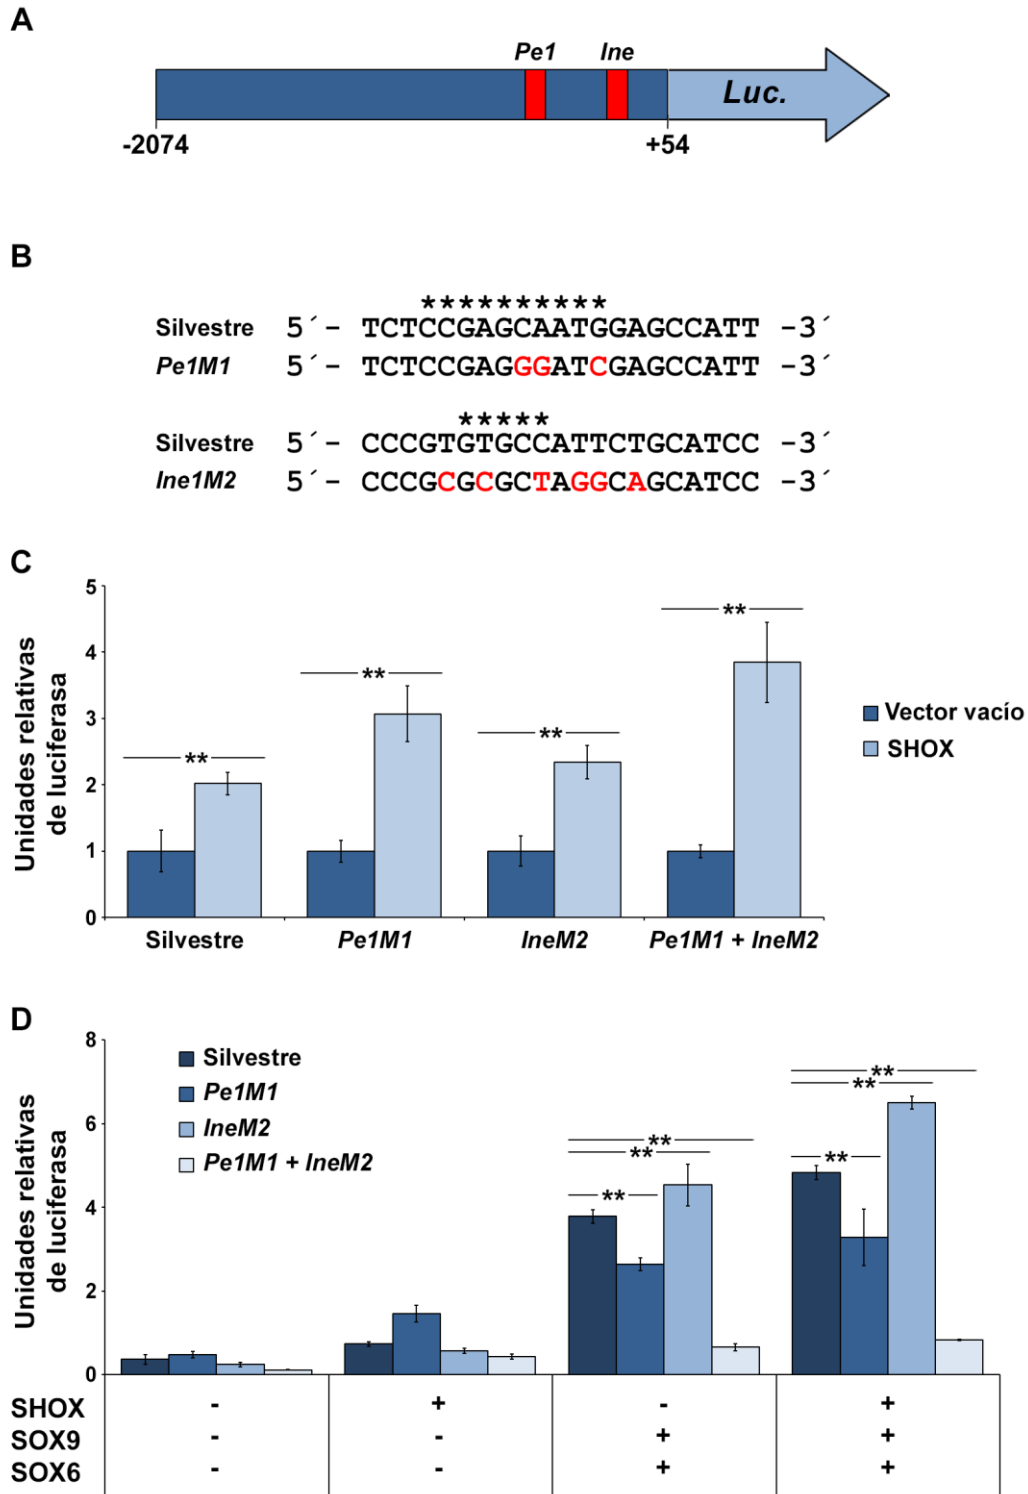 A
Pe1 Ine
Luc.
-2074 +54
B
**********
Silvestre 5´- TCTCCGAGCAATGGAGCCATT -3´
Pe1M1 5´- TCTCCGAGGGATCGAGCCATT -3´
*****
Silvestre 5´- CCCGTGTGCCATTCTGCATCC -3´
Ine1M2 5´- CCCGCGCGCTAGGCAGCATCC -3´
C
Unidades relativas
de luciferasa
5
4
3
2
1
0
** ** ** **
Vector vacío
SHOX
Silvestre Pe1M1 IneM2 Pe1M1 + IneM2
D
Unidades relativas
de luciferasa
8
6
4
2
0
Silvestre
Pe1M1
IneM2
Pe1M1 + IneM2
**
**
**
**
**
**
SHOX - + - +
SOX9 - - + +
SOX6 - - + +